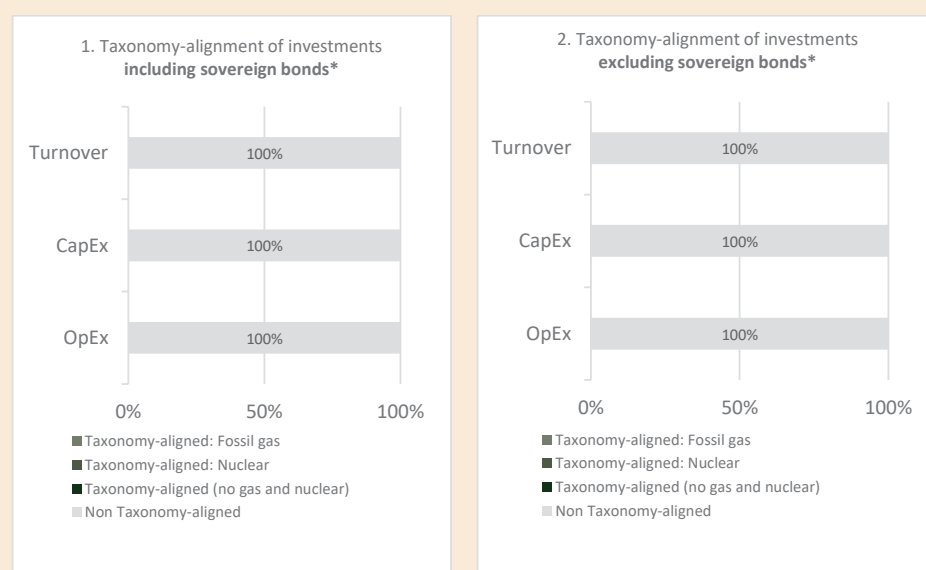 1. Taxonomy-alignment of investments
including sovereign bonds*
Turnover
100%
CapEx
100%
OpEx
100%
0% 50% 100%
Taxonomy-aligned: Fossil gas
Taxonomy-aligned: Nuclear
Taxonomy-aligned (no gas and nuclear)
Non Taxonomy-aligned
2. Taxonomy-alignment of investments
excluding sovereign bonds*
Turnover
100%
CapEx
100%
OpEx
100%
0% 50% 100%
Taxonomy-aligned: Fossil gas
Taxonomy-aligned: Nuclear
Taxonomy-aligned (no gas and nuclear)
Non Taxonomy-aligned